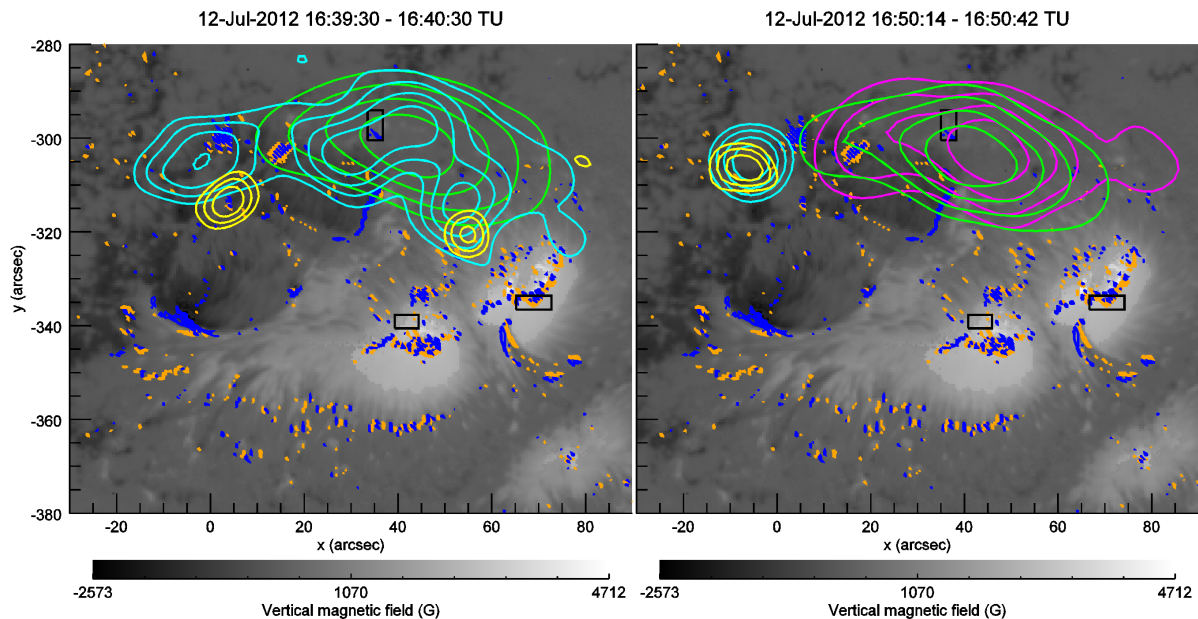 12-Jul-2012 16:39:30 - 16:40:30 TU
12-Jul-2012 16:50:14 - 16:50:42 TU
-280
-300
-320
-340
-360
-380
y (arcsec)
-20 0 20 40 60 80
x (arcsec)
-20 0 20 40 60 80
x (arcsec)
-2573 1070 4712
Vertical magnetic field (G)
-2573 1070 4712
Vertical magnetic field (G)